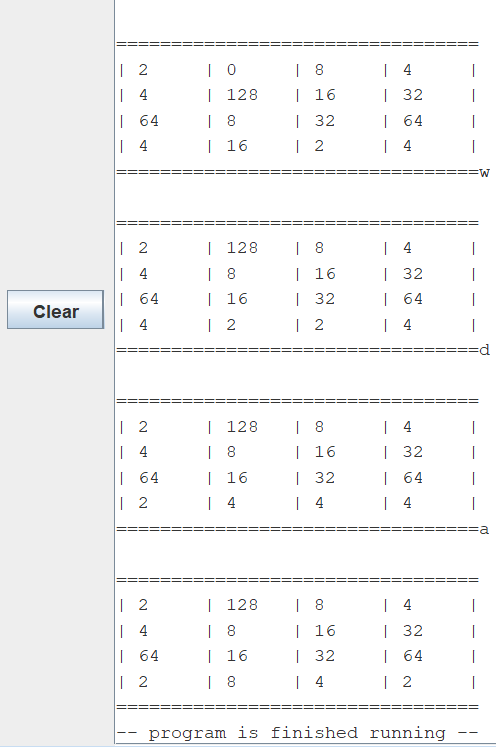 =================================
| 2 | 0 | 8 | 4 |
| 4 | 128 | 16 | 32 |
| 64 | 8 | 32 | 64 |
| 4 | 16 | 2 | 4 |
=================================w
=================================
| 2 | 128 | 8 | 4 |
| 4 | 8 | 16 | 32 |
| 64 | 16 | 32 | 64 |
| 4 | 2 | 2 | 4 |
=================================d
=================================
| 2 | 128 | 8 | 4 |
| 4 | 8 | 16 | 32 |
| 64 | 16 | 32 | 64 |
| 2 | 4 | 4 | 4 |
=================================a
=================================
| 2 | 128 | 8 | 4 |
| 4 | 8 | 16 | 32 |
| 64 | 16 | 32 | 64 |
| 2 | 8 | 4 | 2 |
=================================
-- program is finished running --
Clear